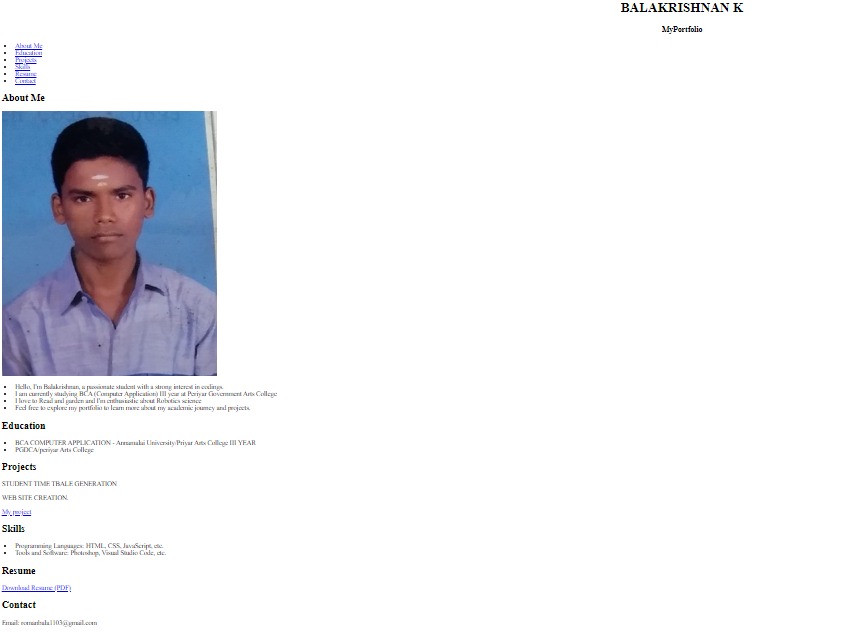 BALAKRISHNAN K
MyPortfolio
About Me
Education
Projects
Skills
Resume
Contact
About Me
Hello, I'm Balakrishnan, a passionate student with a strong interest in codings.
I am currently studying BCA (Computer Application) III year at Periyar Government Arts College
I love to Read and garden and I'm enthusiastic about Robotics science
Feel free to explore my portfolio to learn more about my academic journey and projects.
Education
BCA COMPUTER APPLICATION - Annamalai University/Priyar Arts College III YEAR
PGDCA/periyar Arts College
Projects
STUDENT TIME TBALE GENERATION
WEB SITE CREATION.
My project
Skills
Programming Languages: HTML, CSS, JavaScript, etc.
Tools and Software: Photoshop, Visual Studio Code, etc.
Resume
Download Resume (PDF)
Contact
Email: romanbala1103@gmail.com